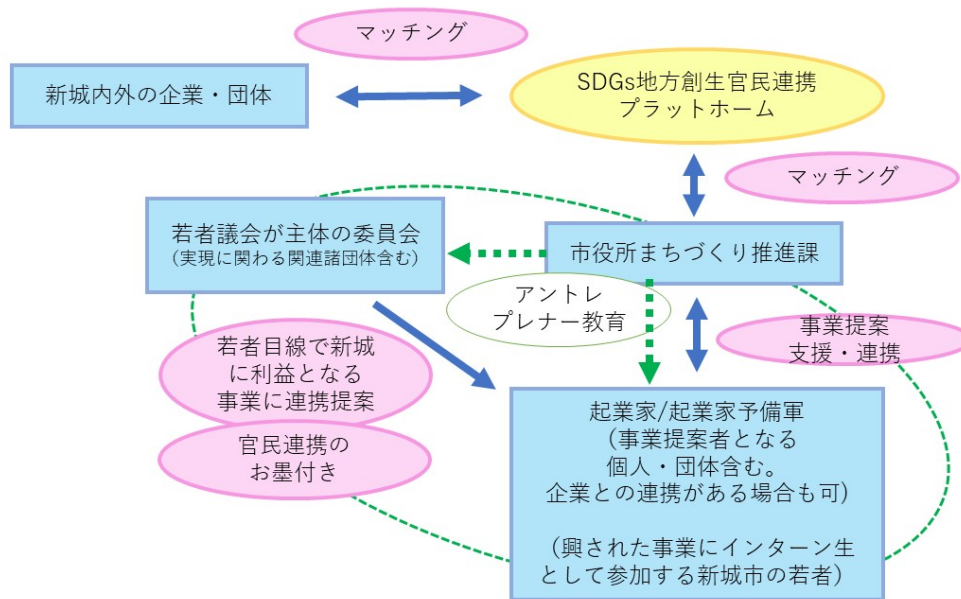 マッチング
新城内外の企業・団体
SDGs地方創生官民連携
プラットホーム
マッチング
若者議会が主体の委員会
（実現に関わる関連諸団体含む）
市役所まちづくり推進課
アントレ
プレナー教育
事業提案
支援・連携
若者目線で新城
に利益となる
事業に連携提案
官民連携の
お墨付き
起業家/起業家予備軍
（事業提案者となる
個人・団体含む。
企業との連携がある場合も可）
（興された事業にインターン生
として参加する新城市の若者）